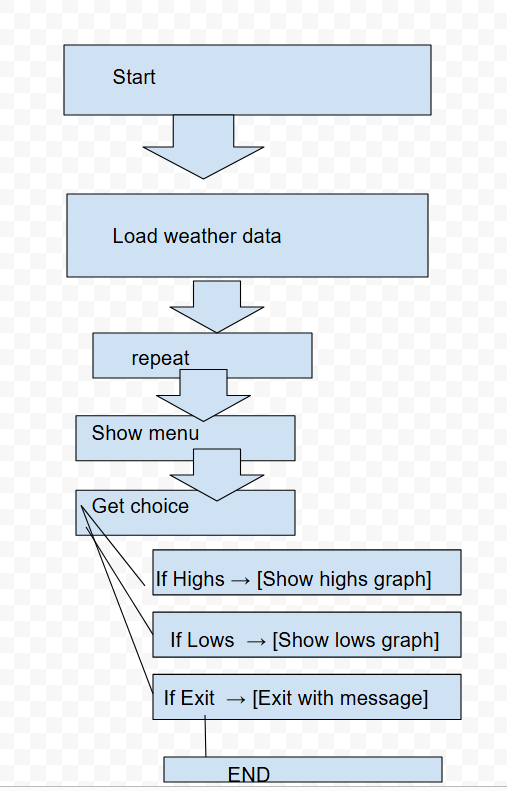 Start
Load weather data
repeat
Show menu
Get choice
If Highs → [Show highs graph]
If Lows → [Show lows graph]
If Exit → [Exit with message]
END